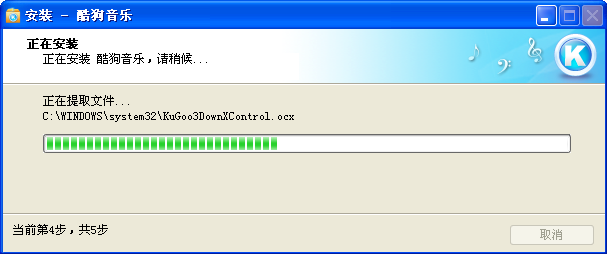 安装 - 酷狗音乐
正在安装
正在安装 酷狗音乐，请稍候...
K
正在提取文件...
C:\WINDOWS\system32\KuGoo3DownXControl.ocx
当前第4步，共5步
取消